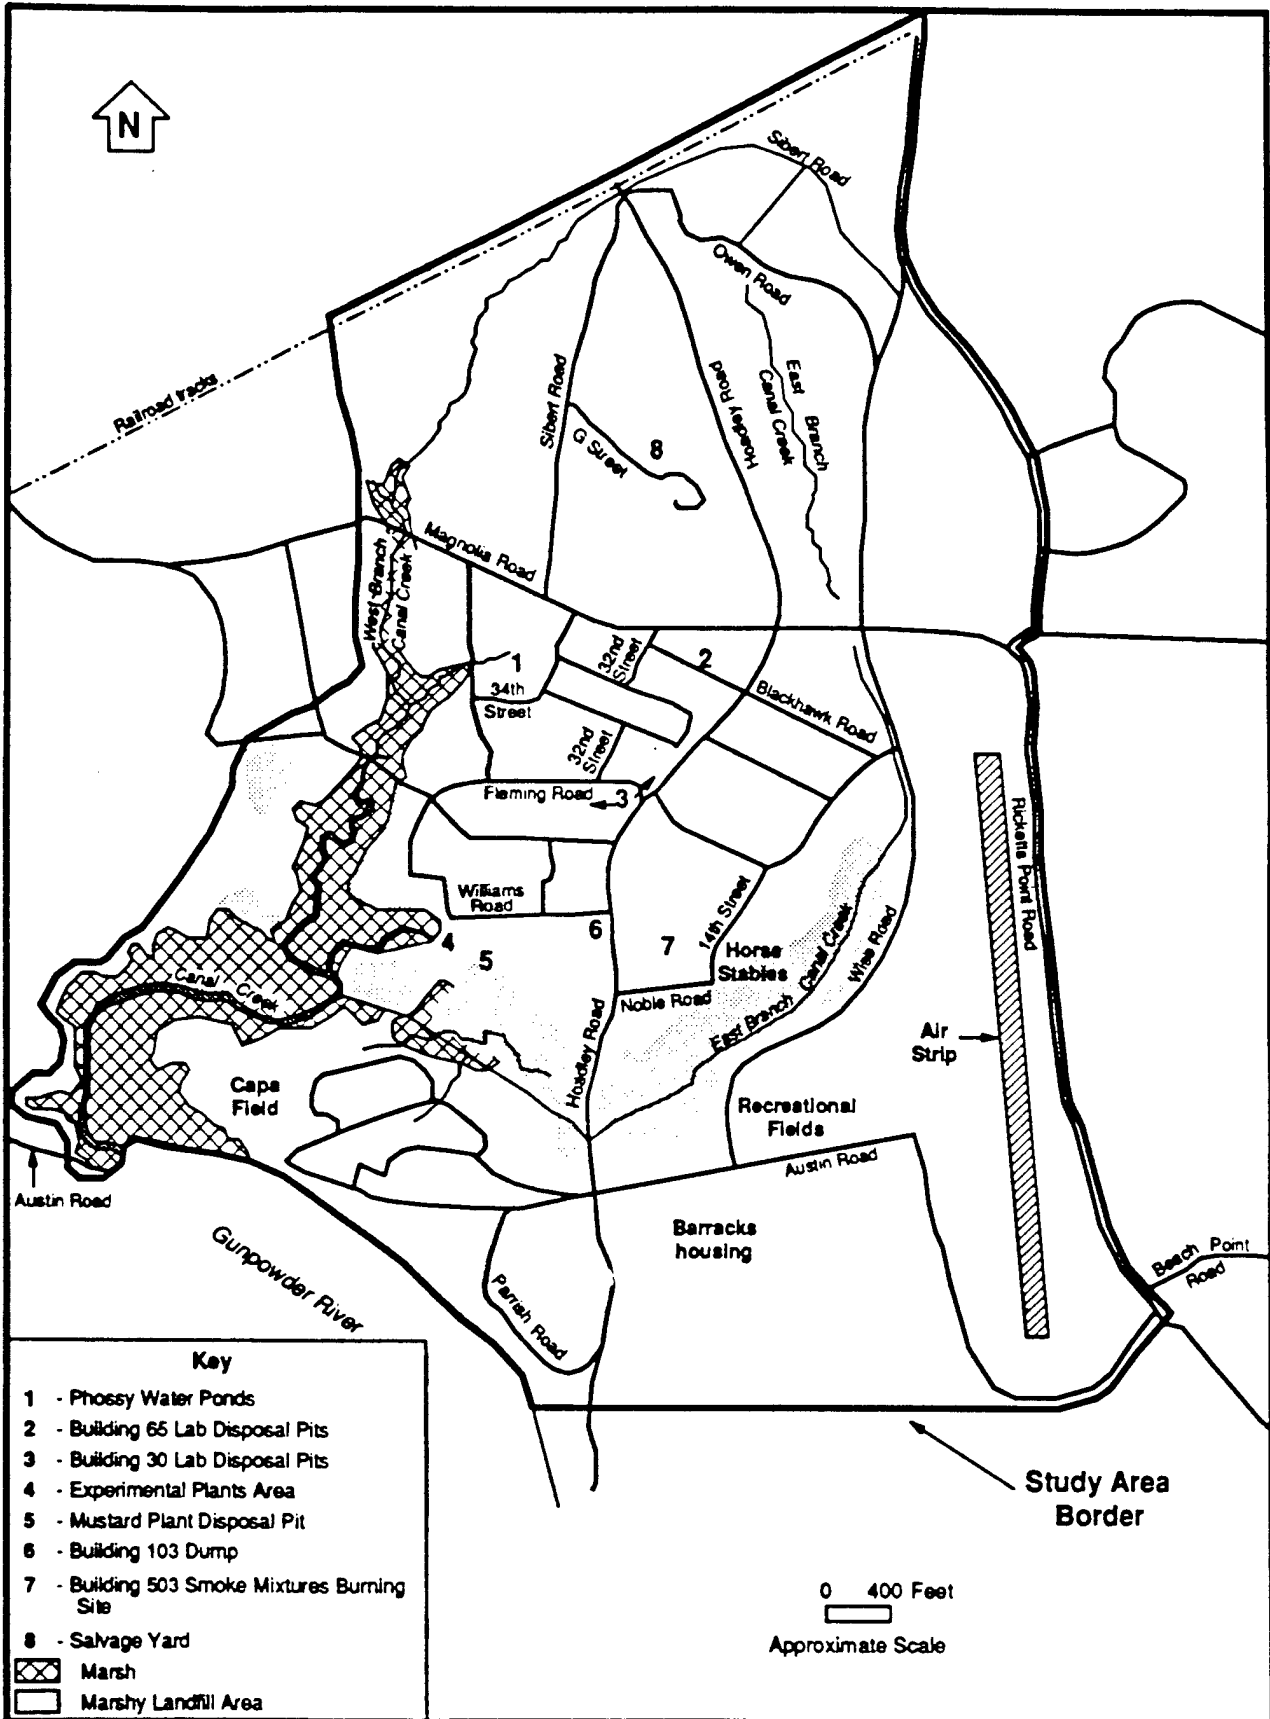 N
Sibert Road
Owen Road
Railroad tracks
Sibert Road
Hoadley Road
East Branch
Canal Creek
G Street
8
Magnolia Road
West Branch
Canal Creek
1
32nd
Street
2
34th
Street
Blackhawk Road
32nd
Street
Fleming Road
3
Ricketts Point Road
Williams
Road
4
5
6
7
14th Street
Horse
Stables
Canal Creek
East Branch
Wise Road
Canal Creek
Noble Road
Air
Strip
Hoadley Road
Capa
Field
Recreational
Fields
Austin Road
Austin Road
Barracks
housing
Gunpowder River
Parrish Road
Beach Point
Road
Study Area
Border
Key
1 - Phossy Water Ponds
2 - Building 65 Lab Disposal Pits
3 - Building 30 Lab Disposal Pits
4 - Experimental Plants Area
5 - Mustard Plant Disposal Pit
6 - Building 103 Dump
7 - Building 503 Smoke Mixtures Burning
Site
8 - Salvage Yard
Marsh
Marshy Landfill Area
0 400 Feet
Approximate Scale